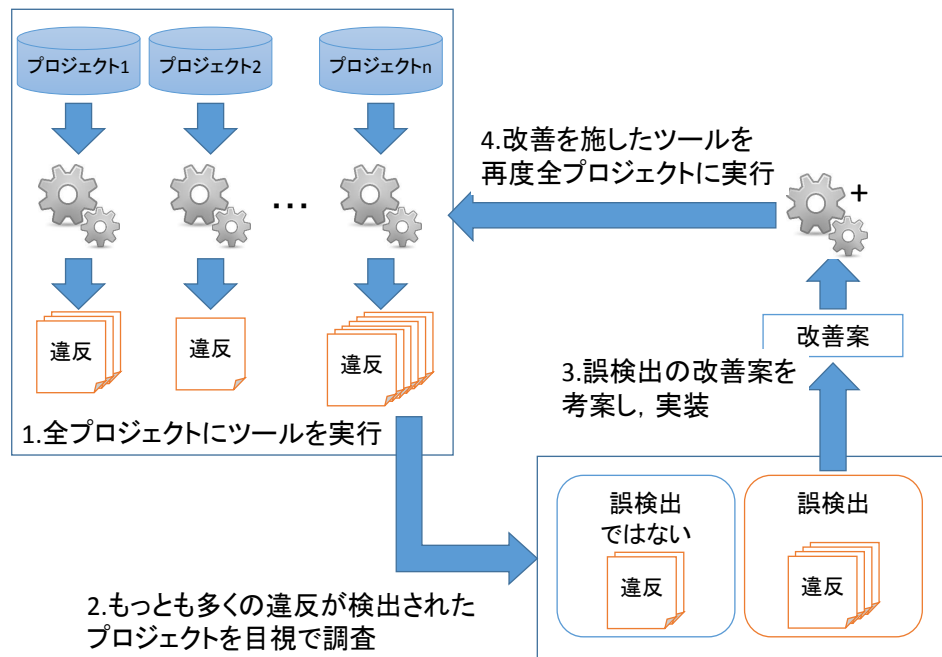 プロジェクト1
プロジェクト2
プロジェクトn
…
違反
違反
違反
1.全プロジェクトにツールを実行
4.改善を施したツールを
再度全プロジェクトに実行
+
改善案
3.誤検出の改善案を
考案し，実装
誤検出
ではない
違反
誤検出
違反
2.もっとも多くの違反が検出された
プロジェクトを目視で調査